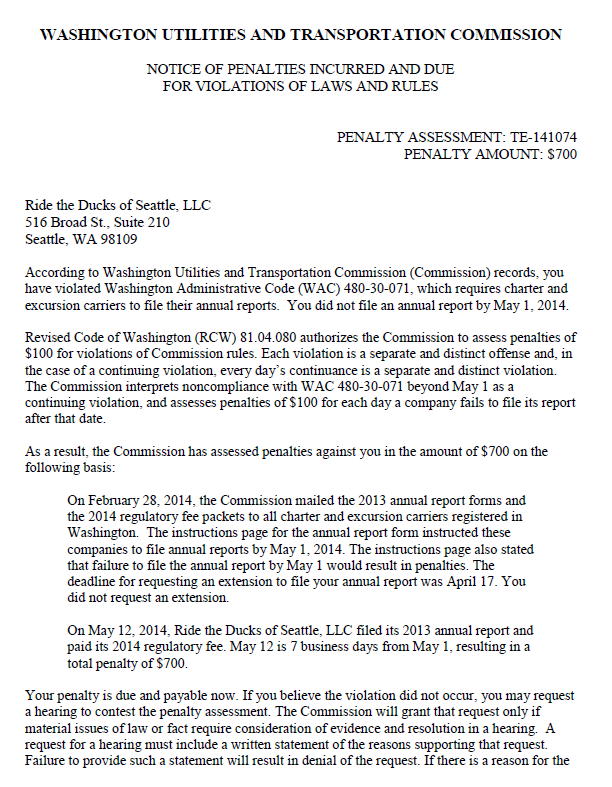 WASHINGTON UTILITIES AND TRANSPORTATION COMMISSION
NOTICE OF PENALTIES INCURRED AND DUE
FOR VIOLATIONS OF LAWS AND RULES
PENALTY ASSESSMENT: TE-141074
PENALTY AMOUNT: $700
Ride the Ducks of Seattle, LLC
516 Broad St., Suite 210
Seattle, WA 98109
According to Washington Utilities and Transportation Commission (Commission) records, you
have violated Washington Administrative Code (WAC) 480-30-071, which requires charter and
excursion carriers to file their annual reports.  You did not file an annual report by May 1, 2014.
Revised Code of Washington (RCW) 81.04.080 authorizes the Commission to assess penalties of
$100 for violations of Commission rules. Each violation is a separate and distinct offense and, in
the case of a continuing violation, every day's continuance is a separate and distinct violation.
The Commission interprets noncompliance with WAC 480-30-071 beyond May 1 as a
continuing violation, and assesses penalties of $100 for each day a company fails to file its report
after that date.
As a result, the Commission has assessed penalties against you in the amount of $700 on the
following basis:
On February 28, 2014, the Commission mailed the 2013 annual report forms and
the 2014 regulatory fee packets to all charter and excursion carriers registered in
Washington.  The instructions page for the annual report form instructed these
companies to file annual reports by May 1, 2014. The instructions page also stated
that failure to file the annual report by May 1 would result in penalties. The
deadline for requesting an extension to file your annual report was April 17. You
did not request an extension.
On May 12, 2014, Ride the Ducks of Seattle, LLC filed its 2013 annual report and
paid its 2014 regulatory fee. May 12 is 7 business days from May 1, resulting in a
total penalty of $700.
Your penalty is due and payable now. If you believe the violation did not occur, you may request
a hearing to contest the penalty assessment. The Commission will grant that request only if
material issues of law or fact require consideration of evidence and resolution in a hearing.  A
request for a hearing must include a written statement of the reasons supporting that request.
Failure to provide such a statement will result in denial of the request. If there is a reason for the